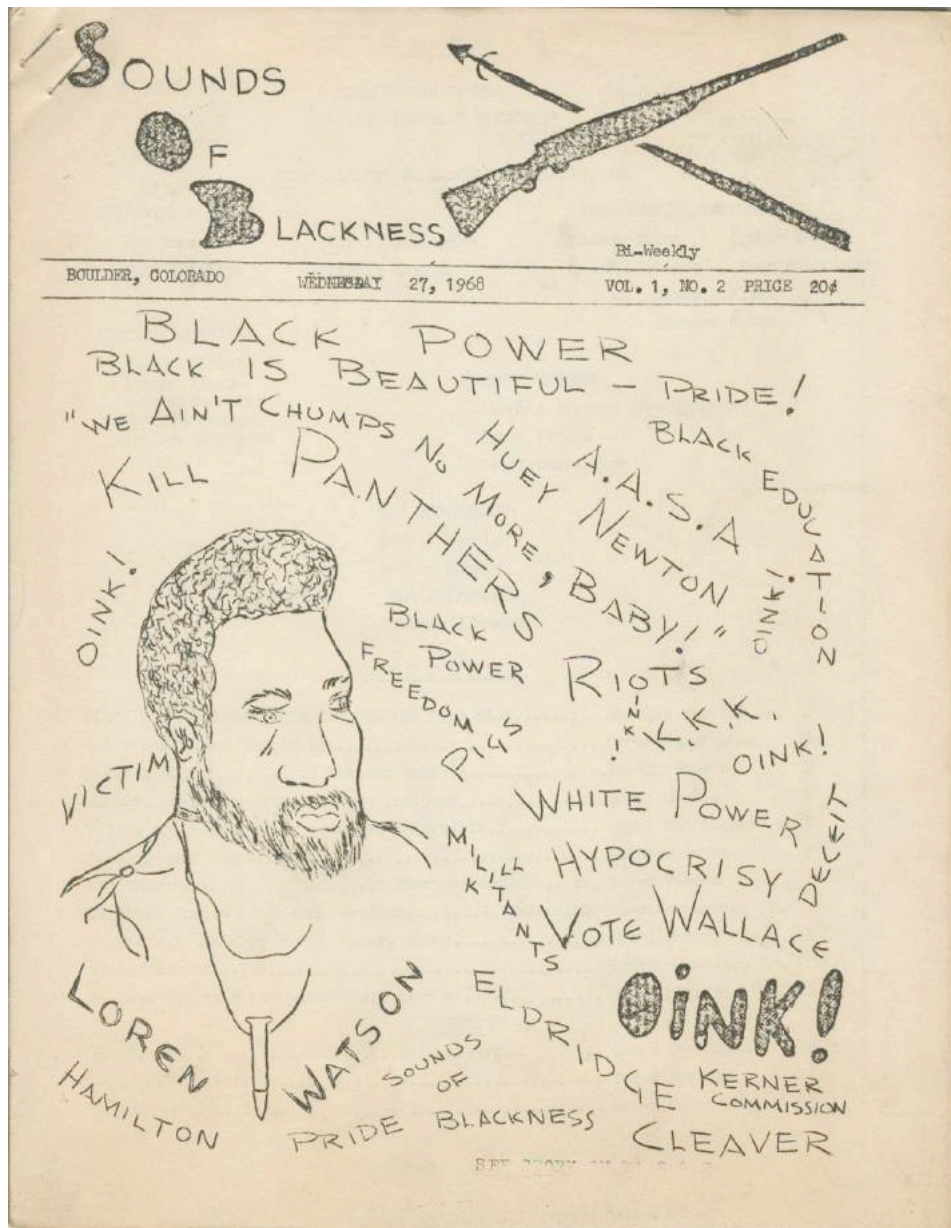 SOUNDS
OF
BLACKNESS
Bi-Weekly
BOULDER, COLORADO 27, 1968 VOL. 1, NO. 2 PRICE 20¢
BLACK POWER
BLACK IS BEAUTIFUL — PRIDE!
"WE AIN'T CHUMPS NO MORE, BABY!"
HUEY NEWTON
A.A.S.A
BLACK EDUCATION
KILL PANTHERS
OINK!
OINK!
BLACK
POWER
FREEDOM
PIGS
RIOTS
OINK!
K.K.K.
OINK!
VICTIM
WHITE POWER
MILK
MILITANTS
HYPOCRISY
DECEIT
VOTE WALLACE
LOREN WATSON
ELDRIDGE
OINK!
KERNER
COMMISSION
HAMILTON
SOUNDS
OF
BLACKNESS
PRIDE
CLEAVER